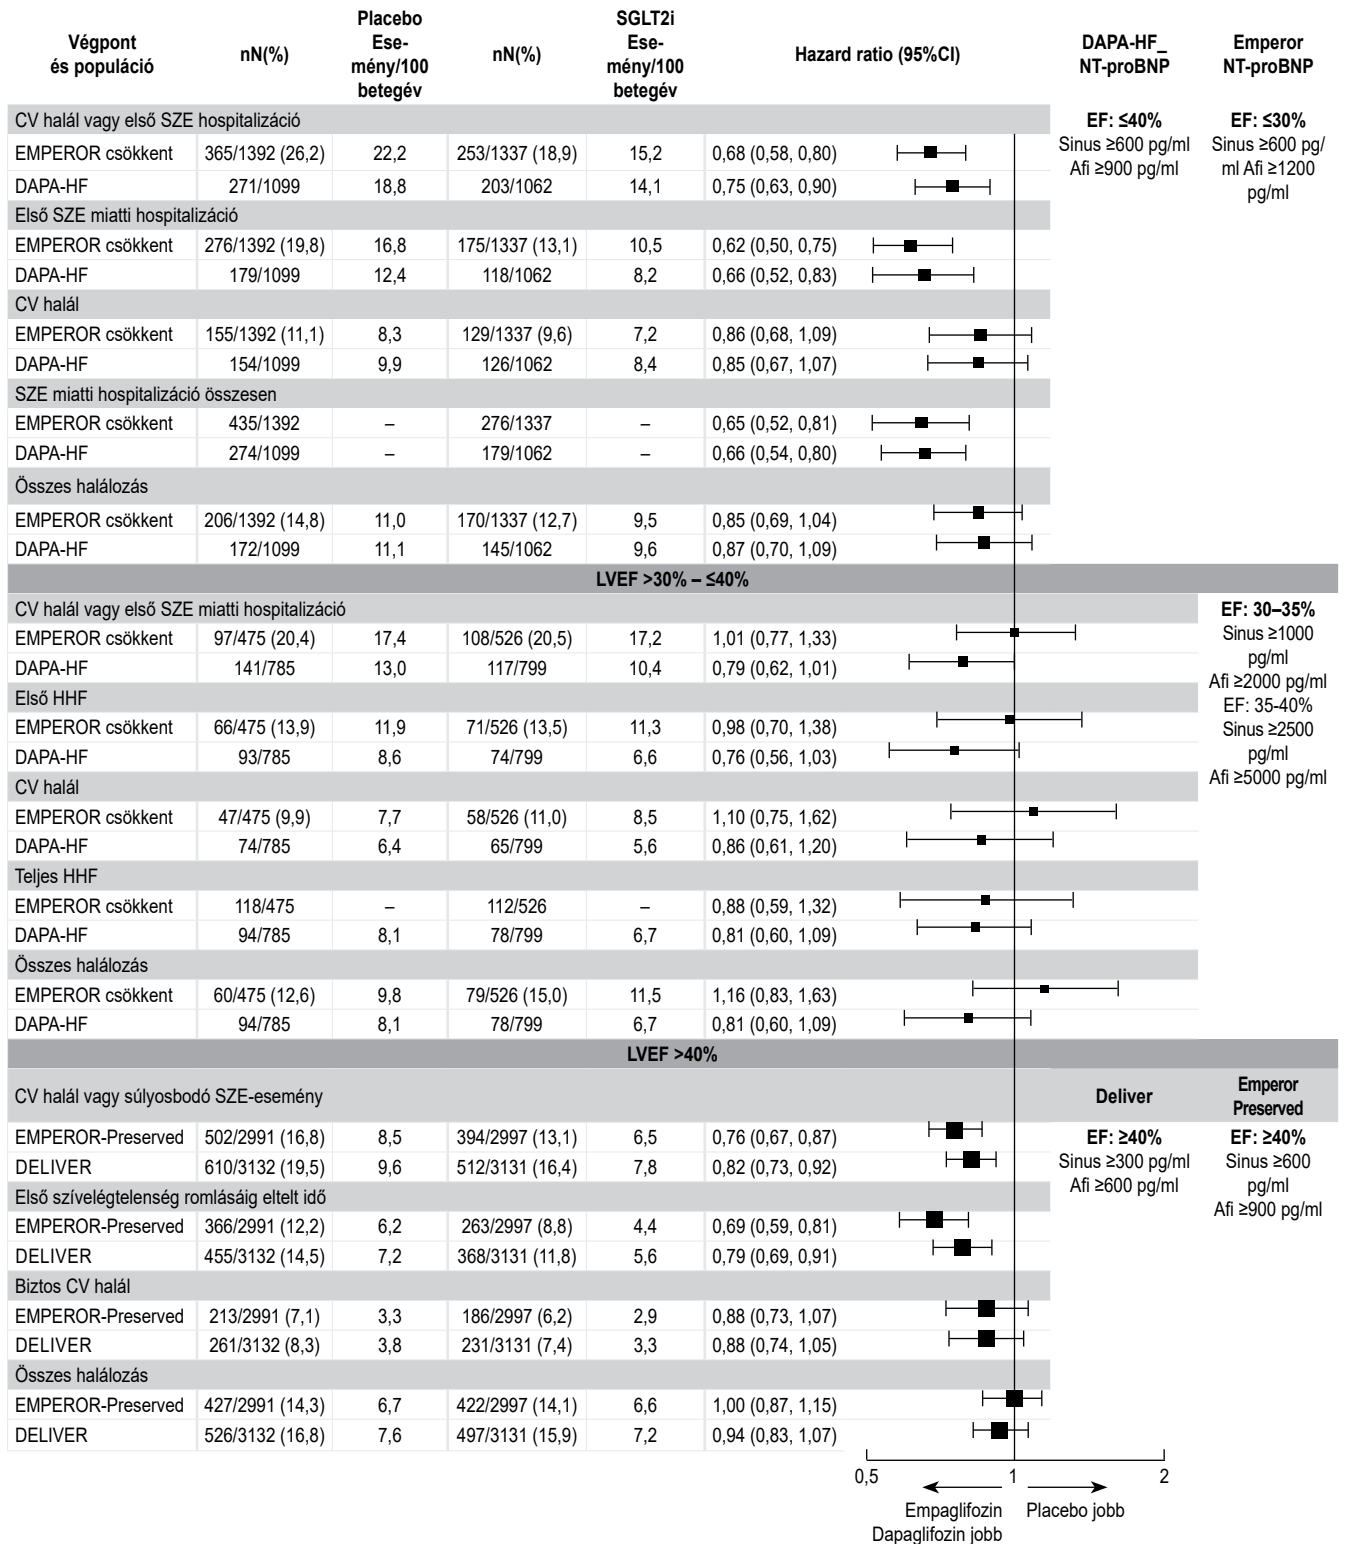 Végpont és populáció nN(%) Placebo Ese-mény/100 betegév nN(%) SGLT2i Ese-mény/100 betegév Hazard ratio (95%CI) DAPA-HF_ NT-proBNP Emperor NT-proBNP
CV halál vagy első SZE hospitalizáció
EMPEROR csökkent 365/1392 (26,2) 22,2 253/1337 (18,9) 15,2 0,68 (0,58, 0,80)
DAPA-HF 271/1099 18,8 203/1062 14,1 0,75 (0,63, 0,90)
EF: ≤40%
Sinus ≥600 pg/ml
Afi ≥900 pg/ml
EF: ≤30%
Sinus ≥600 pg/
ml Afi ≥1200
pg/ml
Első SZE miatti hospitalizáció
EMPEROR csökkent 276/1392 (19,8) 16,8 175/1337 (13,1) 10,5 0,62 (0,50, 0,75)
DAPA-HF 179/1099 12,4 118/1062 8,2 0,66 (0,52, 0,83)
CV halál
EMPEROR csökkent 155/1392 (11,1) 8,3 129/1337 (9,6) 7,2 0,86 (0,68, 1,09)
DAPA-HF 154/1099 9,9 126/1062 8,4 0,85 (0,67, 1,07)
SZE miatti hospitalizáció összesen
EMPEROR csökkent 435/1392 – 276/1337 – 0,65 (0,52, 0,81)
DAPA-HF 274/1099 – 179/1062 – 0,66 (0,54, 0,80)
Összes halálozás
EMPEROR csökkent 206/1392 (14,8) 11,0 170/1337 (12,7) 9,5 0,85 (0,69, 1,04)
DAPA-HF 172/1099 11,1 145/1062 9,6 0,87 (0,70, 1,09)
LVEF >30% – ≤40%
CV halál vagy első SZE miatti hospitalizáció
EMPEROR csökkent 97/475 (20,4) 17,4 108/526 (20,5) 17,2 1,01 (0,77, 1,33)
DAPA-HF 141/785 13,0 117/799 10,4 0,79 (0,62, 1,01)
EF: 30–35%
Sinus ≥1000
pg/ml
Afi ≥2000 pg/ml
EF: 35-40%
Sinus ≥2500
pg/ml
Afi ≥5000 pg/ml
Első HHF
EMPEROR csökkent 66/475 (13,9) 11,9 71/526 (13,5) 11,3 0,98 (0,70, 1,38)
DAPA-HF 93/785 8,6 74/799 6,6 0,76 (0,56, 1,03)
CV halál
EMPEROR csökkent 47/475 (9,9) 7,7 58/526 (11,0) 8,5 1,10 (0,75, 1,62)
DAPA-HF 74/785 6,4 65/799 5,6 0,86 (0,61, 1,20)
Teljes HHF
EMPEROR csökkent 118/475 – 112/526 – 0,88 (0,59, 1,32)
DAPA-HF 94/785 8,1 78/799 6,7 0,81 (0,60, 1,09)
Összes halálozás
EMPEROR csökkent 60/475 (12,6) 9,8 79/526 (15,0) 11,5 1,16 (0,83, 1,63)
DAPA-HF 94/785 8,1 78/799 6,7 0,81 (0,60, 1,09)
LVEF >40%
CV halál vagy súlyosbodó SZE-esemény Deliver Emperor Preserved
EMPEROR-Preserved 502/2991 (16,8) 8,5 394/2997 (13,1) 6,5 0,76 (0,67, 0,87)
DELIVER 610/3132 (19,5) 9,6 512/3131 (16,4) 7,8 0,82 (0,73, 0,92)
EF: ≥40%
Sinus ≥300 pg/ml
Afi ≥600 pg/ml
EF: ≥40%
Sinus ≥600
pg/ml
Afi ≥900 pg/ml
Első szívelégtelenség romlásáig eltelt idő
EMPEROR-Preserved 366/2991 (12,2) 6,2 263/2997 (8,8) 4,4 0,69 (0,59, 0,81)
DELIVER 455/3132 (14,5) 7,2 368/3131 (11,8) 5,6 0,79 (0,69, 0,91)
Biztos CV halál
EMPEROR-Preserved 213/2991 (7,1) 3,3 186/2997 (6,2) 2,9 0,88 (0,73, 1,07)
DELIVER 261/3132 (8,3) 3,8 231/3131 (7,4) 3,3 0,88 (0,74, 1,05)
Összes halálozás
EMPEROR-Preserved 427/2991 (14,3) 6,7 422/2997 (14,1) 6,6 1,00 (0,87, 1,15)
DELIVER 526/3132 (16,8) 7,6 497/3131 (15,9) 7,2 0,94 (0,83, 1,07)
0,5 1 2
Empaglifozin Placebo jobb
Dapaglifozin jobb